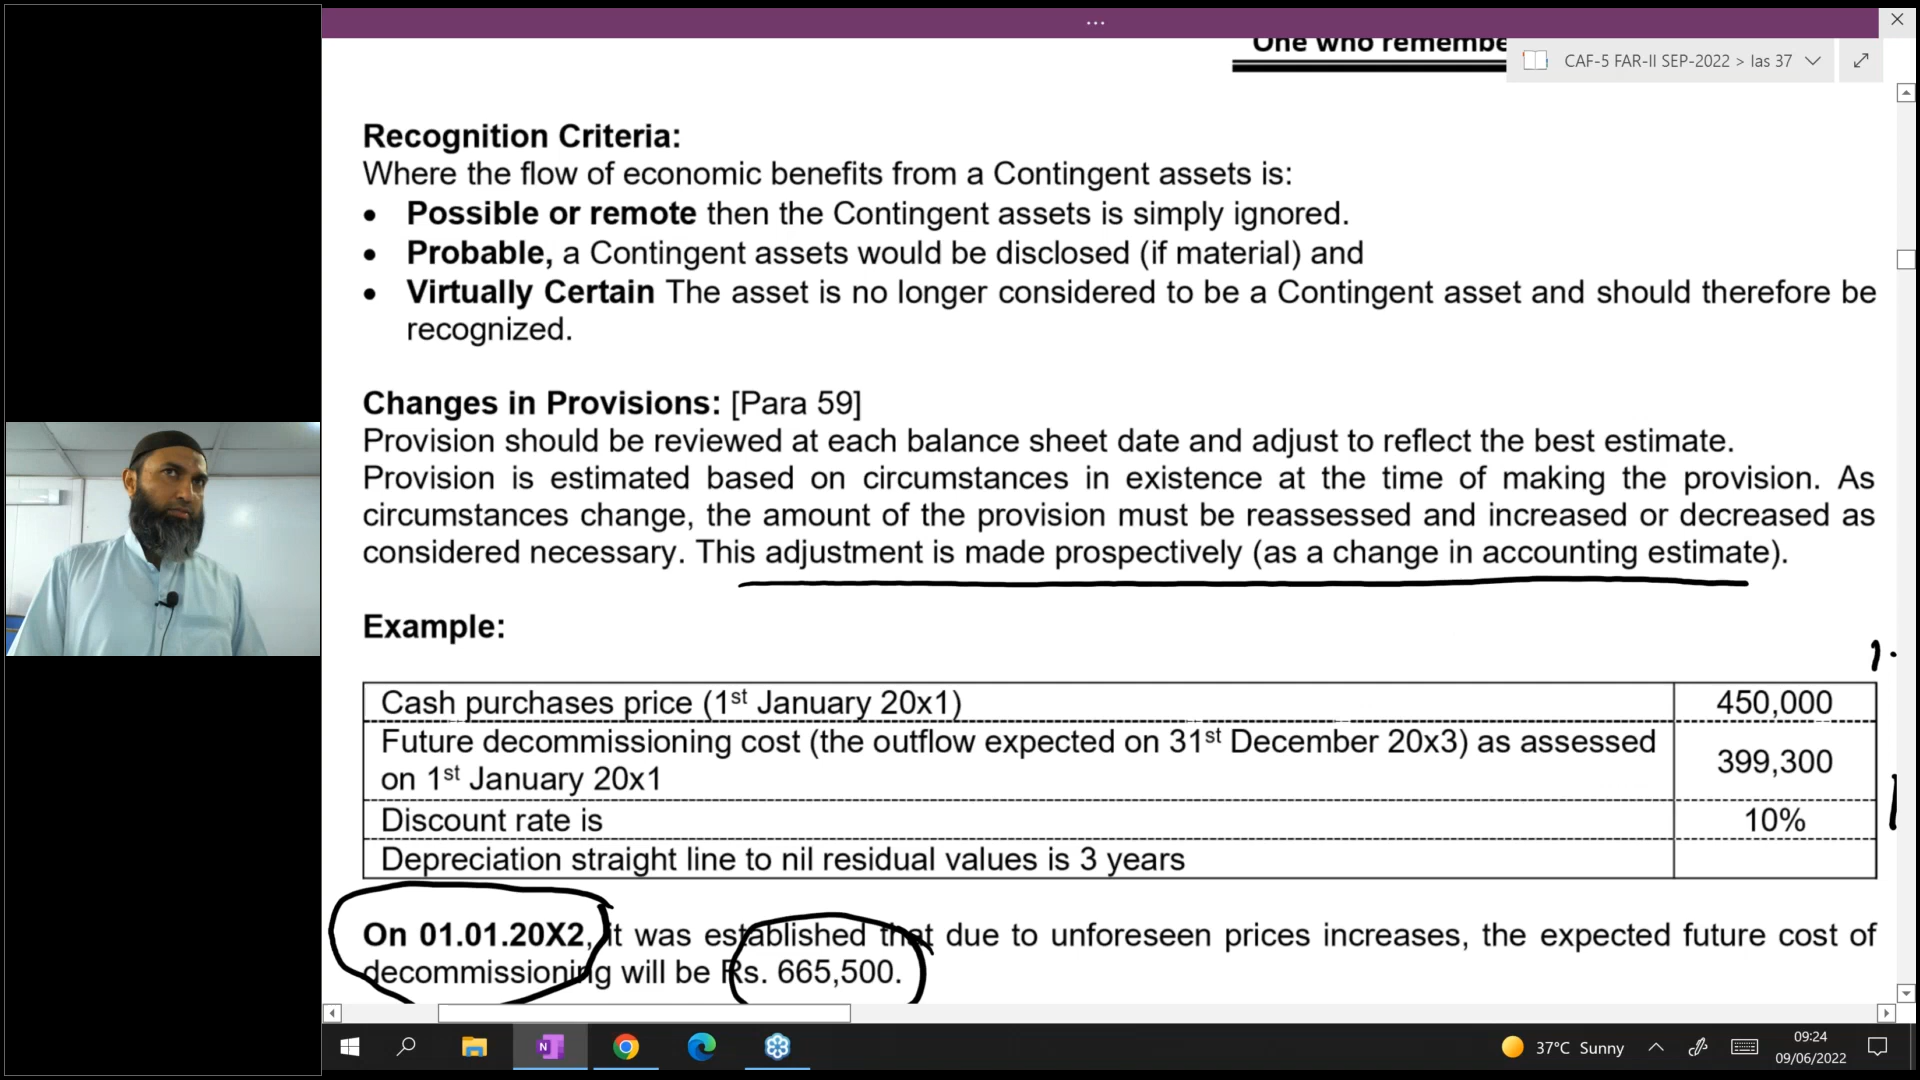 One who remembe
CAF-5 FAR-II SEP-2022 > Ias 37
Recognition Criteria:
Where the flow of economic benefits from a Contingent assets is:
• Possible or remote then the Contingent assets is simply ignored.
• Probable, a Contingent assets would be disclosed (if material) and
• Virtually Certain The asset is no longer considered to be a Contingent asset and should therefore be
recognized.
Changes in Provisions: [Para 59]
Provision should be reviewed at each balance sheet date and adjust to reflect the best estimate.
Provision is estimated based on circumstances in existence at the time of making the provision. As
circumstances change, the amount of the provision must be reassessed and increased or decreased as
considered necessary. This adjustment is made prospectively (as a change in accounting estimate).
Example:
Cash purchases price (1st January 20x1) 450,000
Future decommissioning cost (the outflow expected on 31st December 20x3) as assessed
on 1st January 20x1 399,300
Discount rate is 10%
Depreciation straight line to nil residual values is 3 years
On 01.01.20X2, it was established that due to unforeseen prices increases, the expected future cost of
decommissioning will be Rs. 665,500.
37°C Sunny
09:24
09/06/2022